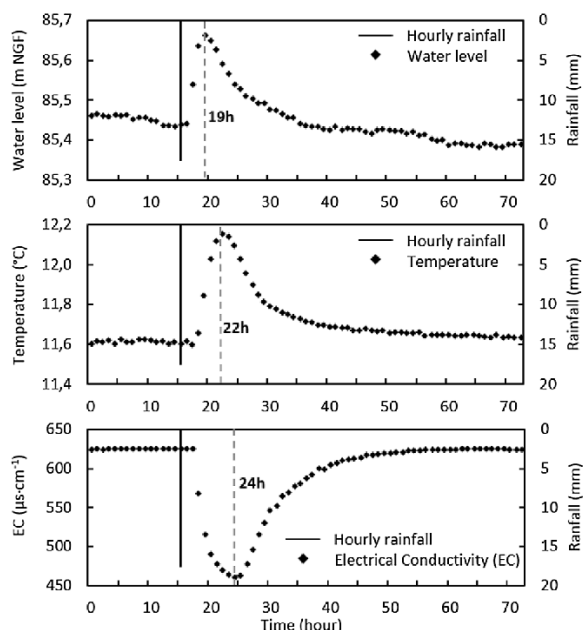 85,7
85,6
85,5
85,4
85,3
Water level (m NGF)
Hourly rainfall
Water level
19h
0
5
10
15
20
Rainfall (mm)
0 10 20 30 40 50 60 70
12,2
12,0
11,8
11,6
11,4
Temperature (°C)
Hourly rainfall
Temperature
22h
0
5
10
15
20
Rainfall (mm)
0 10 20 30 40 50 60 70
650
600
550
500
450
EC (µs·cm⁻¹)
24h
Hourly rainfall
Electrical Conductivity (EC)
0
5
10
15
20
Ranfall (mm)
0 10 20 30 40 50 60 70
Time (hour)